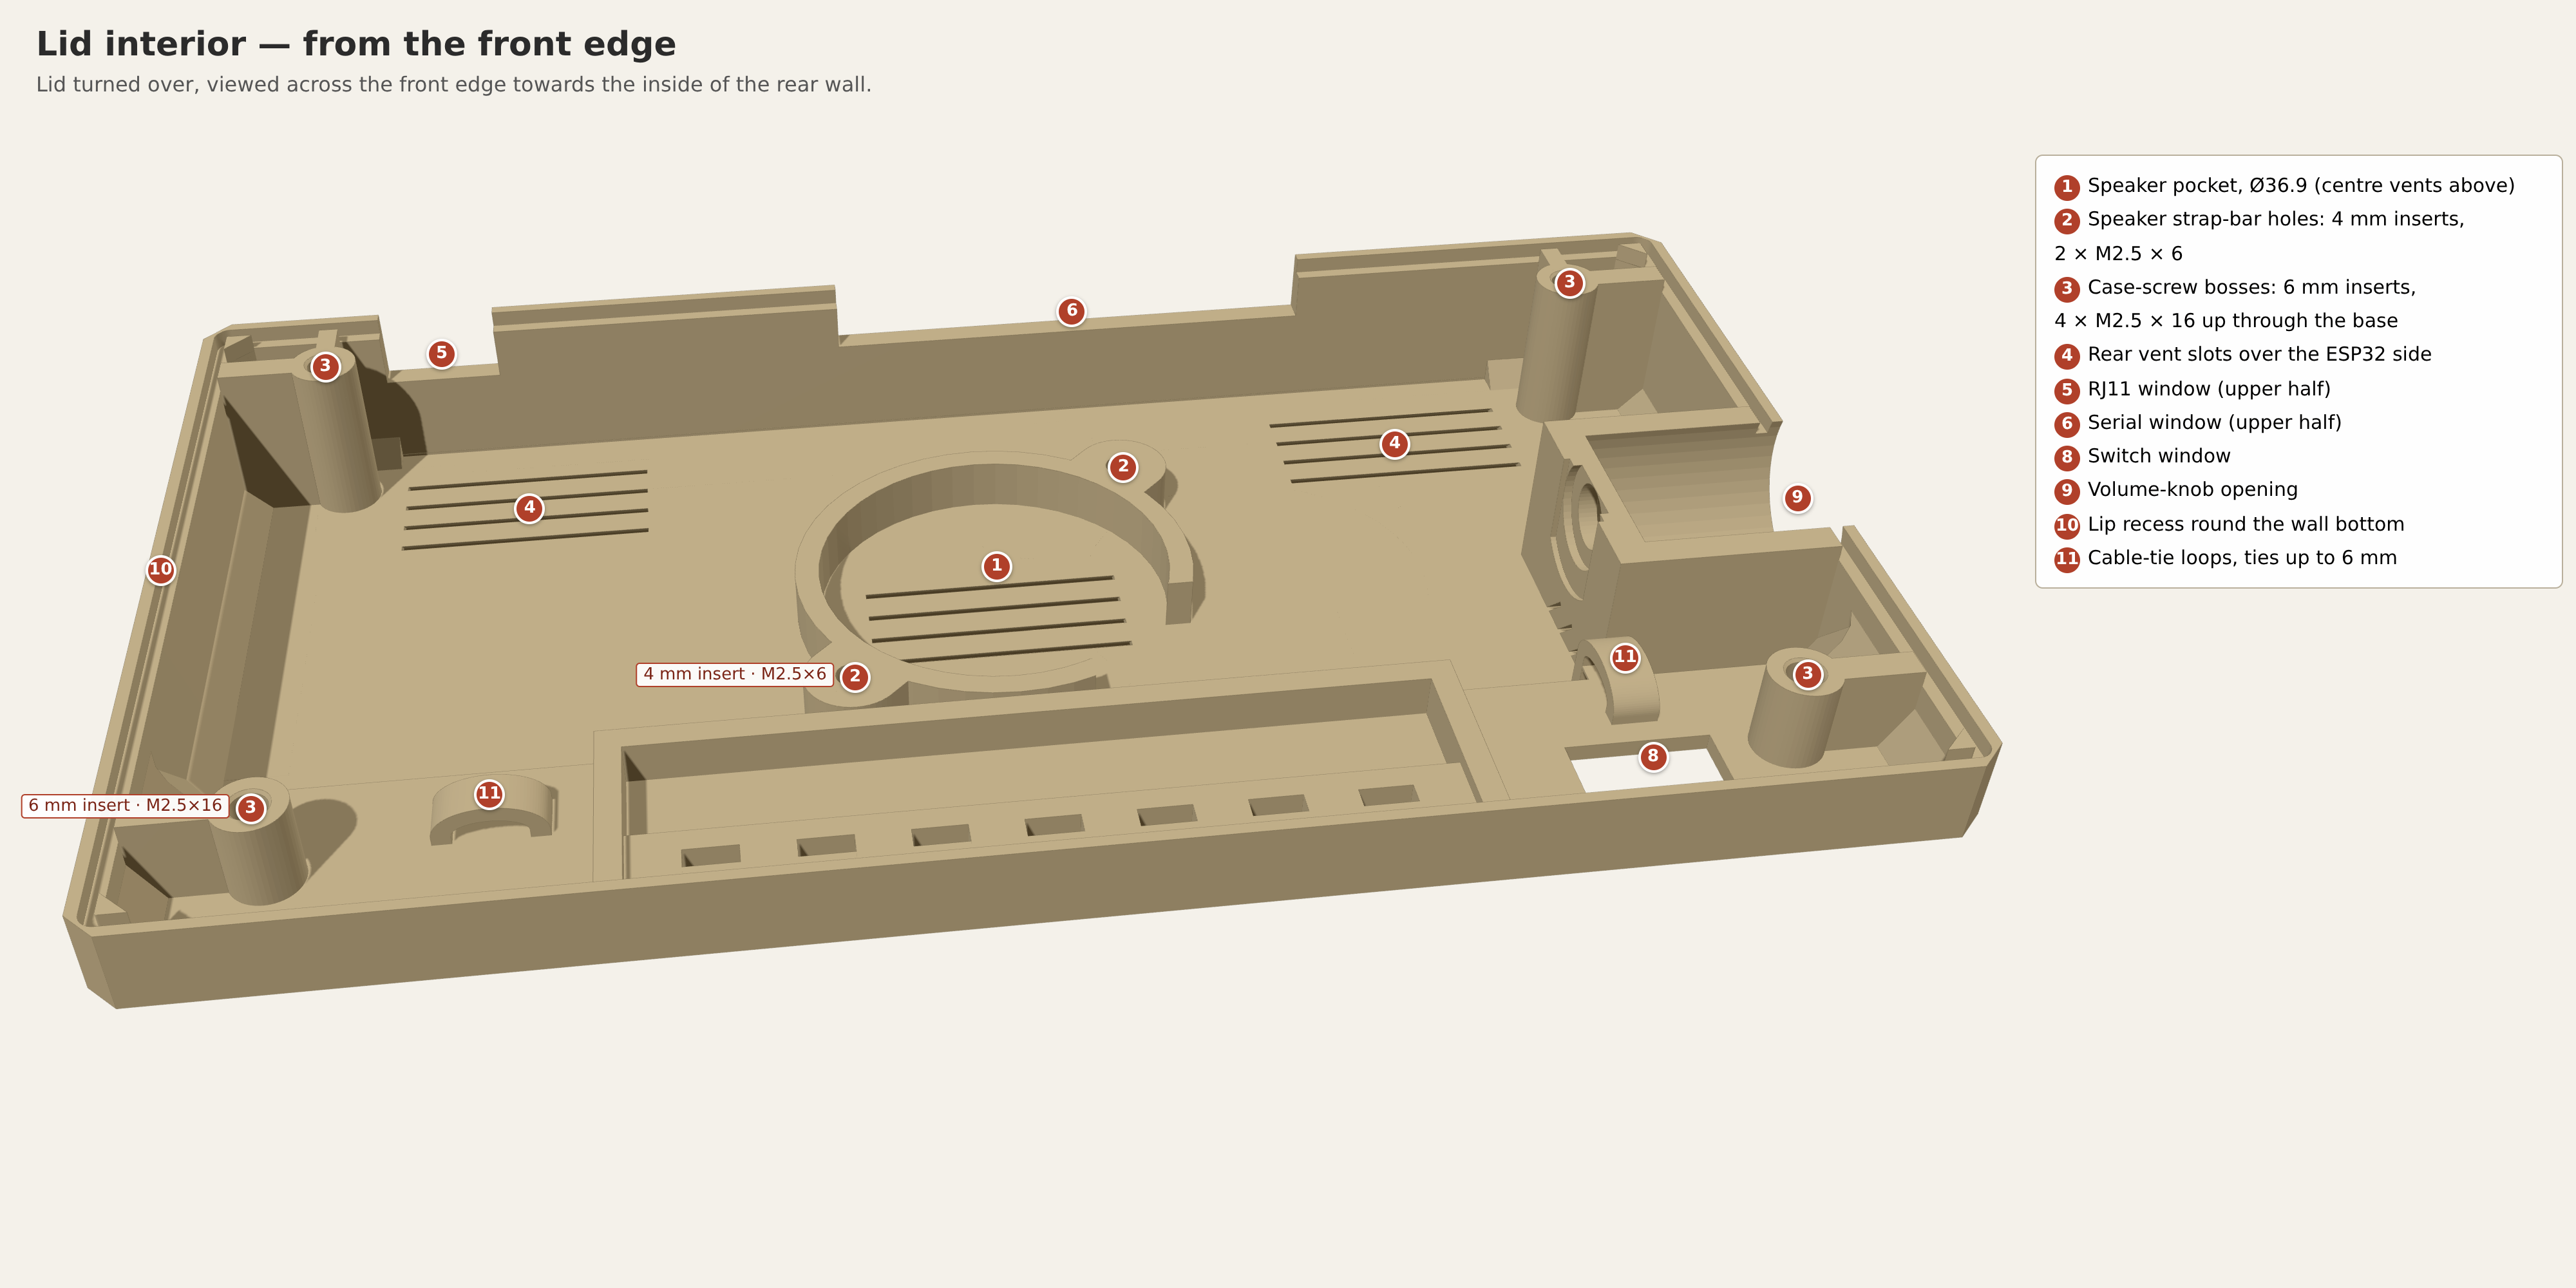 Lid interior — from the front edge
Lid turned over, viewed across the front edge towards the inside of the rear wall.
1 Speaker pocket, Ø36.9 (centre vents above)
2 Speaker strap-bar holes: 4 mm inserts,
2 × M2.5 × 6
3 Case-screw bosses: 6 mm inserts,
4 × M2.5 × 16 up through the base
4 Rear vent slots over the ESP32 side
5 RJ11 window (upper half)
6 Serial window (upper half)
8 Switch window
9 Volume-knob opening
10 Lip recess round the wall bottom
11 Cable-tie loops, ties up to 6 mm
3
6
5
3
4
2
9
4
1
10
11
3
4 mm insert · M2.5×6 2
8
11
6 mm insert · M2.5×16 3